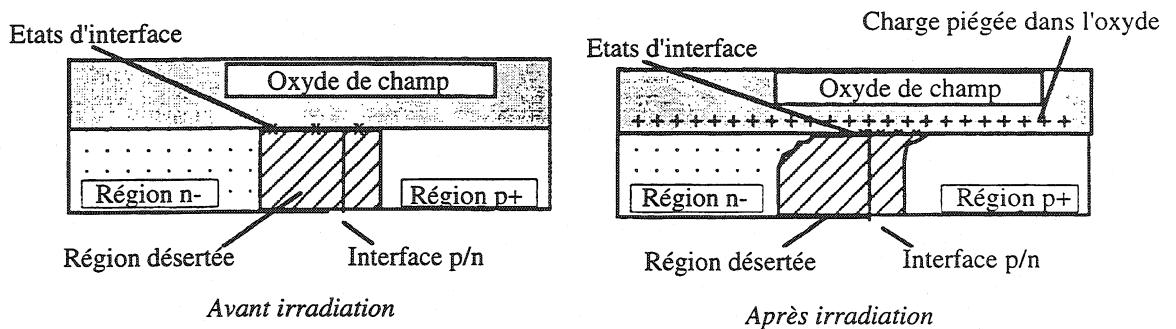 Etats d'interface
Oxyde de champ
Région n-
Région p+
Région désertée
Interface p/n
Avant irradiation
Charge piégée dans l'oxyde
Etats d'interface
Oxyde de champ
+ + + + + + + + + + + + + + + + + + + + + +
Région n-
Région p+
Région désertée
Interface p/n
Après irradiation